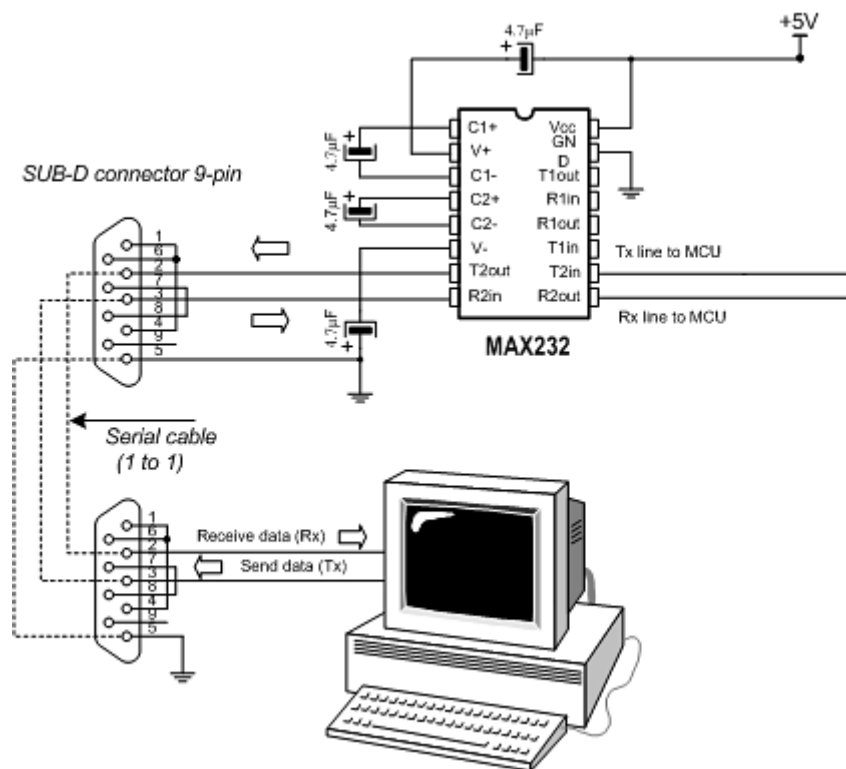 4.7µF
+
+5V
C1+
V+
C1-
C2+
C2-
V-
T2out
R2in
Vcc
GN
D
T1out
R1in
R1out
T1in
T2in
R2out
MAX232
+
4.7µF
+
4.7µF
4.7µF
+
SUB-D connector 9-pin
1
6
2
7
3
8
4
9
5
Tx line to MCU
Rx line to MCU
Serial cable
(1 to 1)
1
6
2
7
3
8
4
9
5
Receive data (Rx)
Send data (Tx)